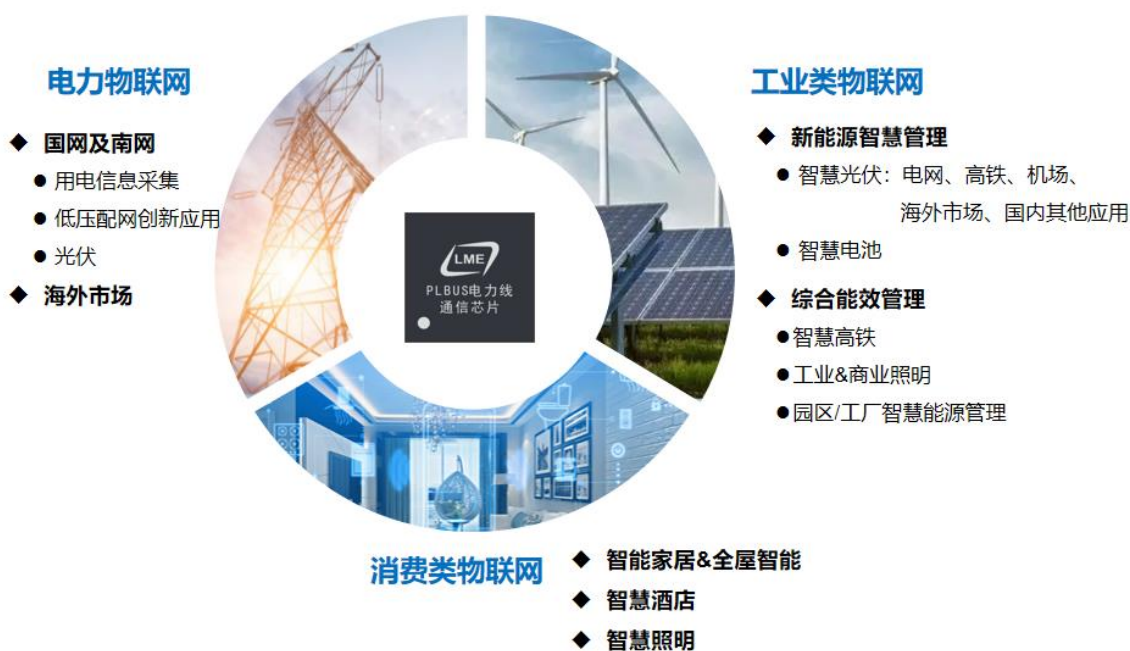 电力物联网
◆ 国网及南网
● 用电信息采集
● 低压配网创新应用
● 光伏
◆ 海外市场
工业类物联网
◆ 新能源智慧管理
● 智慧光伏：电网、高铁、机场、
海外市场、国内其他应用
● 智慧电池
◆ 综合能效管理
●智慧高铁
●工业&商业照明
●园区/工厂智慧能源管理
LME
PLBUS电力线
通信芯片
消费类物联网
◆ 智能家居&全屋智能
◆ 智慧酒店
◆ 智慧照明